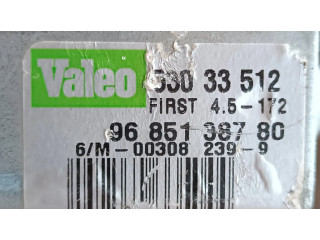 Valeo 530 33 512
FIRST 4.5-172
96 851 387 80
6/M-00308 239-9